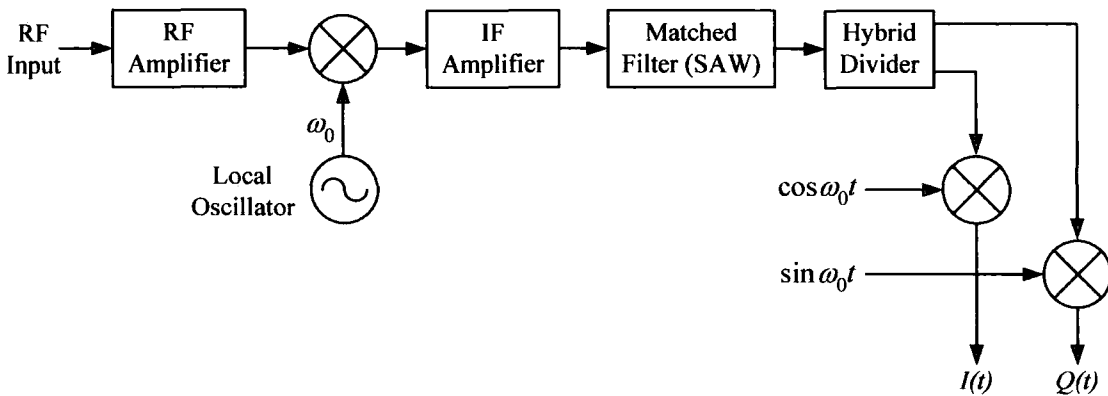 RF
Input
RF
Amplifier
IF
Amplifier
Matched
Filter (SAW)
Hybrid
Divider
ω₀
Local
Oscillator
cos ω₀t
sin ω₀t
I(t)
Q(t)